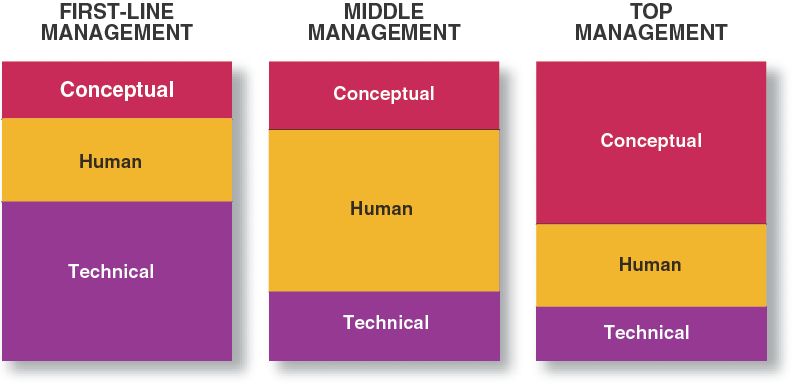 FIRST-LINE
MANAGEMENT
Conceptual
Human
Technical
MIDDLE
MANAGEMENT
Conceptual
Human
Technical
TOP
MANAGEMENT
Conceptual
Human
Technical